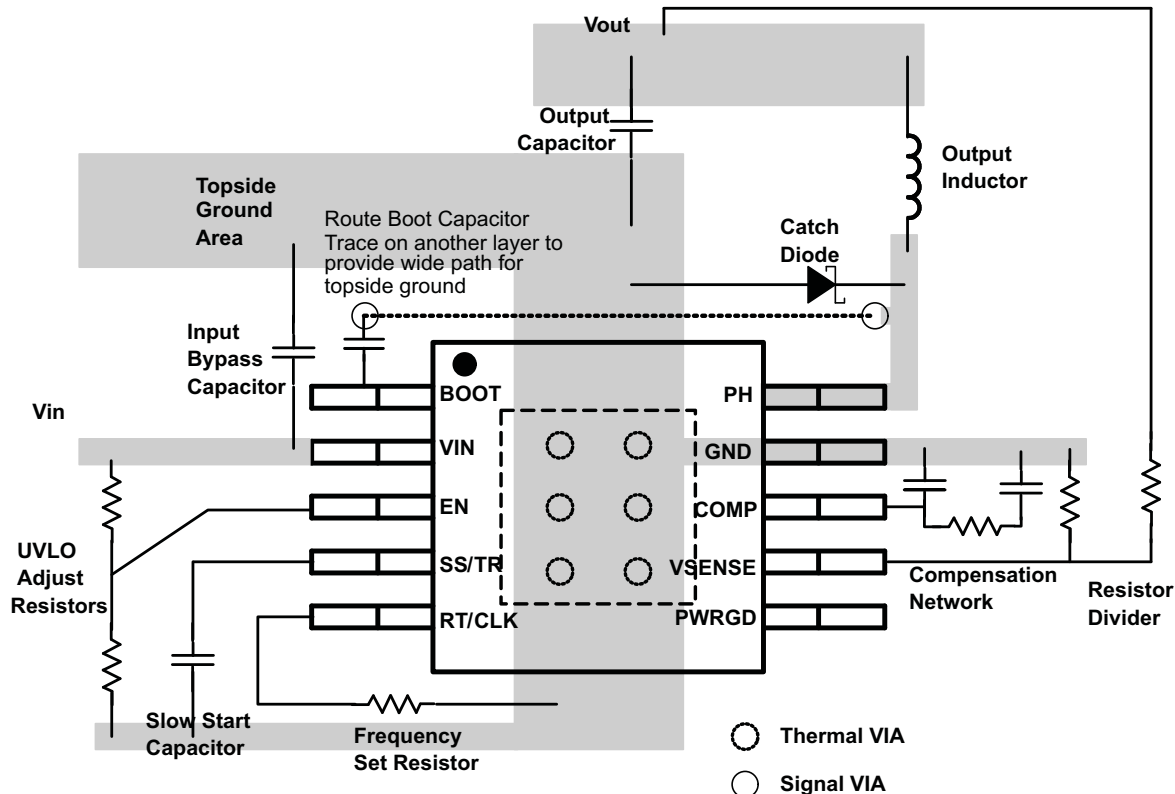 Vout
Output
Capacitor
Output
Inductor
Topside
Ground
Area
Route Boot Capacitor
Trace on another layer to
provide wide path for
topside ground
Catch
Diode
Input
Bypass
Capacitor
Vin
BOOT
VIN
EN
SS/TR
RT/CLK
PH
GND
COMP
VSENSE
PWRGD
UVLO
Adjust
Resistors
Compensation
Network
Resistor
Divider
Slow Start
Capacitor
Frequency
Set Resistor
Thermal VIA
Signal VIA